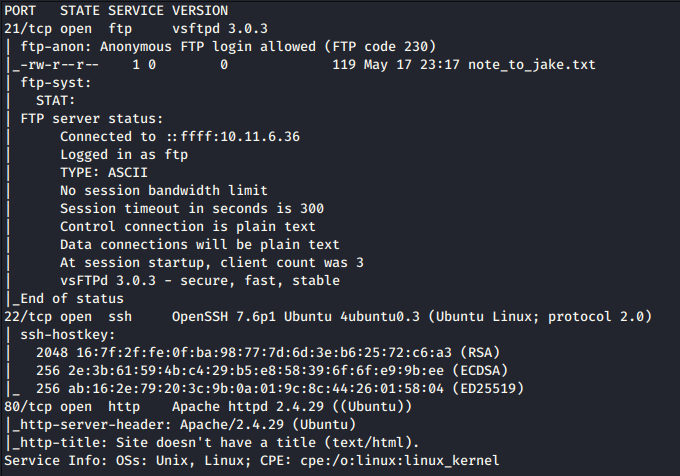 PORT   STATE SERVICE VERSION
21/tcp open  ftp     vsftpd 3.0.3
| ftp-anon: Anonymous FTP login allowed (FTP code 230)
|_-rw-r--r--    1 0        0             119 May 17 23:17 note_to_jake.txt
| ftp-syst:
|   STAT:
| FTP server status:
|      Connected to ::ffff:10.11.6.36
|      Logged in as ftp
|      TYPE: ASCII
|      No session bandwidth limit
|      Session timeout in seconds is 300
|      Control connection is plain text
|      Data connections will be plain text
|      At session startup, client count was 3
|      vsFTPd 3.0.3 - secure, fast, stable
|_End of status
22/tcp open  ssh     OpenSSH 7.6p1 Ubuntu 4ubuntu0.3 (Ubuntu Linux; protocol 2.0)
| ssh-hostkey:
|   2048 16:7f:2f:fe:0f:ba:98:77:7d:6d:3e:b6:25:72:c6:a3 (RSA)
|   256 2e:3b:61:59:4b:c4:29:b5:e8:58:39:6f:6f:e9:9b:ee (ECDSA)
|_  256 ab:16:2e:79:20:3c:9b:0a:01:9c:8c:44:26:01:58:04 (ED25519)
80/tcp open  http    Apache httpd 2.4.29 ((Ubuntu))
|_http-server-header: Apache/2.4.29 (Ubuntu)
|_http-title: Site doesn't have a title (text/html).
Service Info: OSs: Unix, Linux; CPE: cpe:/o:linux:linux_kernel